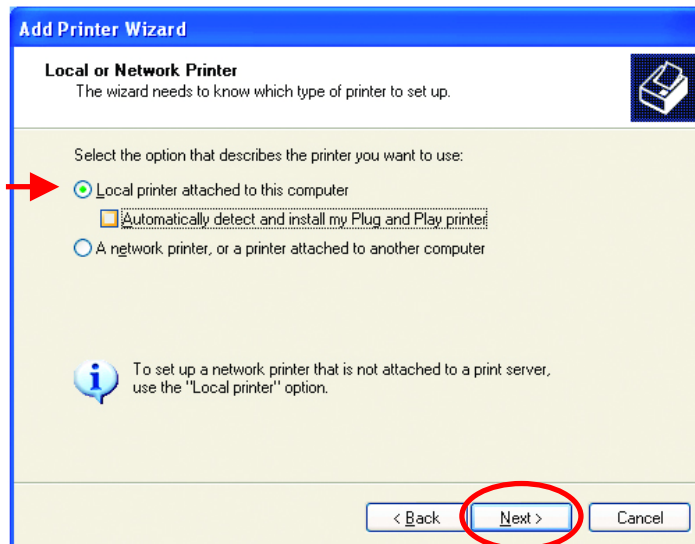 Add Printer Wizard
Local or Network Printer
The wizard needs to know which type of printer to set up.
Select the option that describes the printer you want to use:
Local printer attached to this computer
Automatically detect and install my Plug and Play printer
A network printer, or a printer attached to another computer
To set up a network printer that is not attached to a print server,
use the "Local printer" option.
< Back
Next >
Cancel